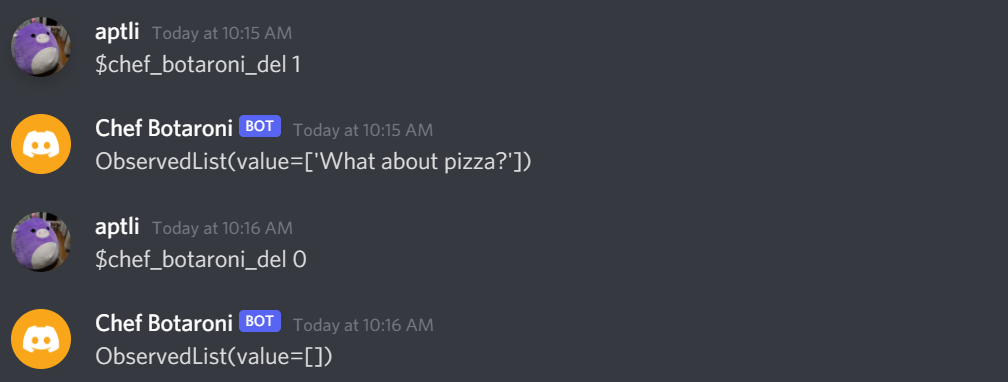 aptli Today at 10:15 AM
$chef_botaroni_del 1
Chef Botaroni BOT Today at 10:15 AM
ObservedList(value=['What about pizza?'])
aptli Today at 10:16 AM
$chef_botaroni_del 0
Chef Botaroni BOT Today at 10:16 AM
ObservedList(value=[])